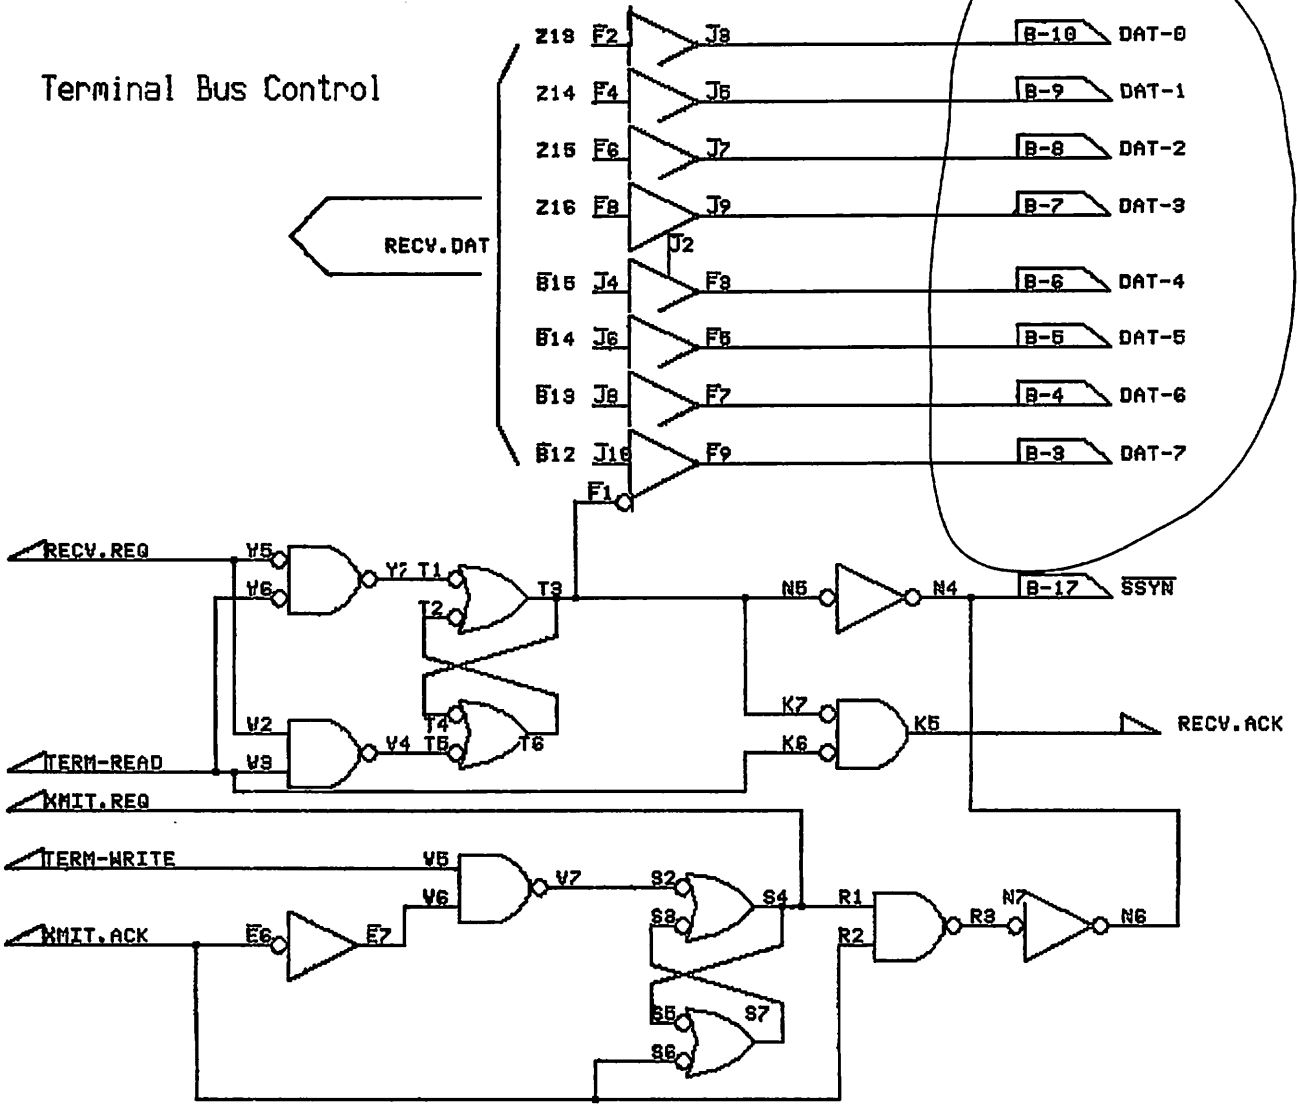 Terminal Bus Control
Z13 F2 J3 B-10 DAT-0
Z14 F4 J5 B-9 DAT-1
Z15 F6 J7 B-8 DAT-2
Z16 F8 J9 B-7 DAT-3
RECV.DAT
J2
B15 J4 F3 B-6 DAT-4
B14 J6 F5 B-5 DAT-5
B13 J8 F7 B-4 DAT-6
B12 J10 F9 B-3 DAT-7
F1
RECV.REQ
Y5 Y7 T1
Y6 T2 T3 N5 N4 B-17 SSYN
K7
V2 T4 K5 RECV.ACK
V3 V4 T5 T6 K6
TERM-READ
XMIT.REQ
TERM-WRITE V5
V6 V7 S2 S4 R1 N7
XMIT.ACK E6 E7 S3 R2 R3 N6
S5 S7
S6